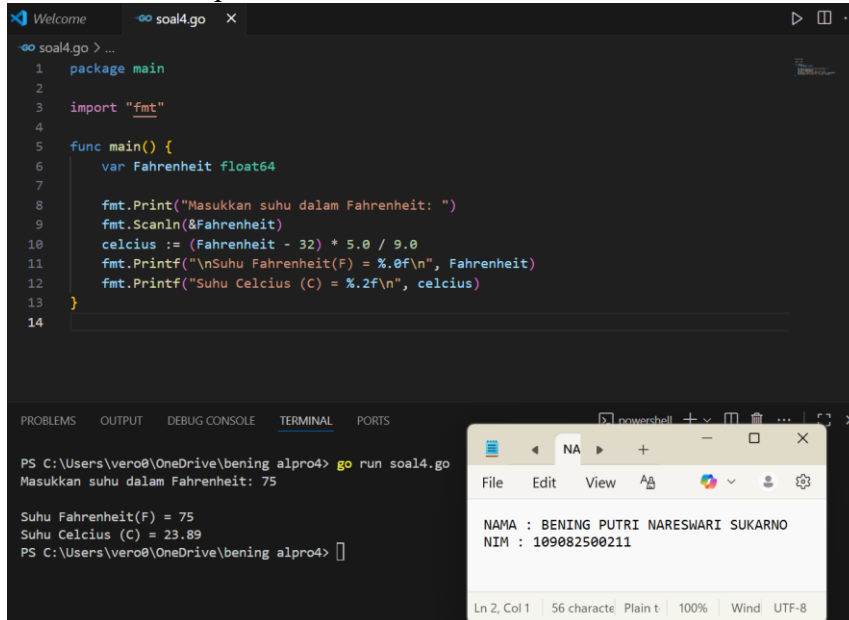 Welcome
GO soal4.go
GO soal4.go > ...
1 package main
2
3 import "fmt"
4
5 func main() {
6 var Fahrenheit float64
7
8 fmt.Print("Masukkan suhu dalam Fahrenheit: ")
9 fmt.Scanln(&Fahrenheit)
10 celcius := (Fahrenheit - 32) * 5.0 / 9.0
11 fmt.Printf("\nSuhu Fahrenheit(F) = %.0f\n", Fahrenheit)
12 fmt.Printf("Suhu Celcius (C) = %.2f\n", celcius)
13 }
14
PROBLEMS OUTPUT DEBUG CONSOLE TERMINAL PORTS
powershell
PS C:\Users\vero0\OneDrive\bening alpro4> go run soal4.go
Masukkan suhu dalam Fahrenheit: 75
Suhu Fahrenheit(F) = 75
Suhu Celcius (C) = 23.89
PS C:\Users\vero0\OneDrive\bening alpro4>
NA
File Edit View
NAMA : BENING PUTRI NARESWARI SUKARNO
NIM : 109082500211
Ln 2, Col 1 56 characte Plain t 100% Wind UTF-8